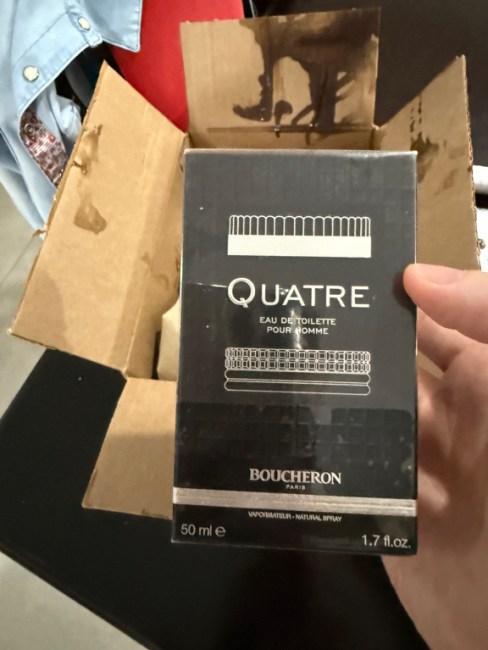 QUATRE
EAU DE TOILETTE
POUR HOMME
BOUCHERON
PARIS
VAPORISATEUR - NATURAL SPRAY
50 ml ℮
1.7 fl.oz.